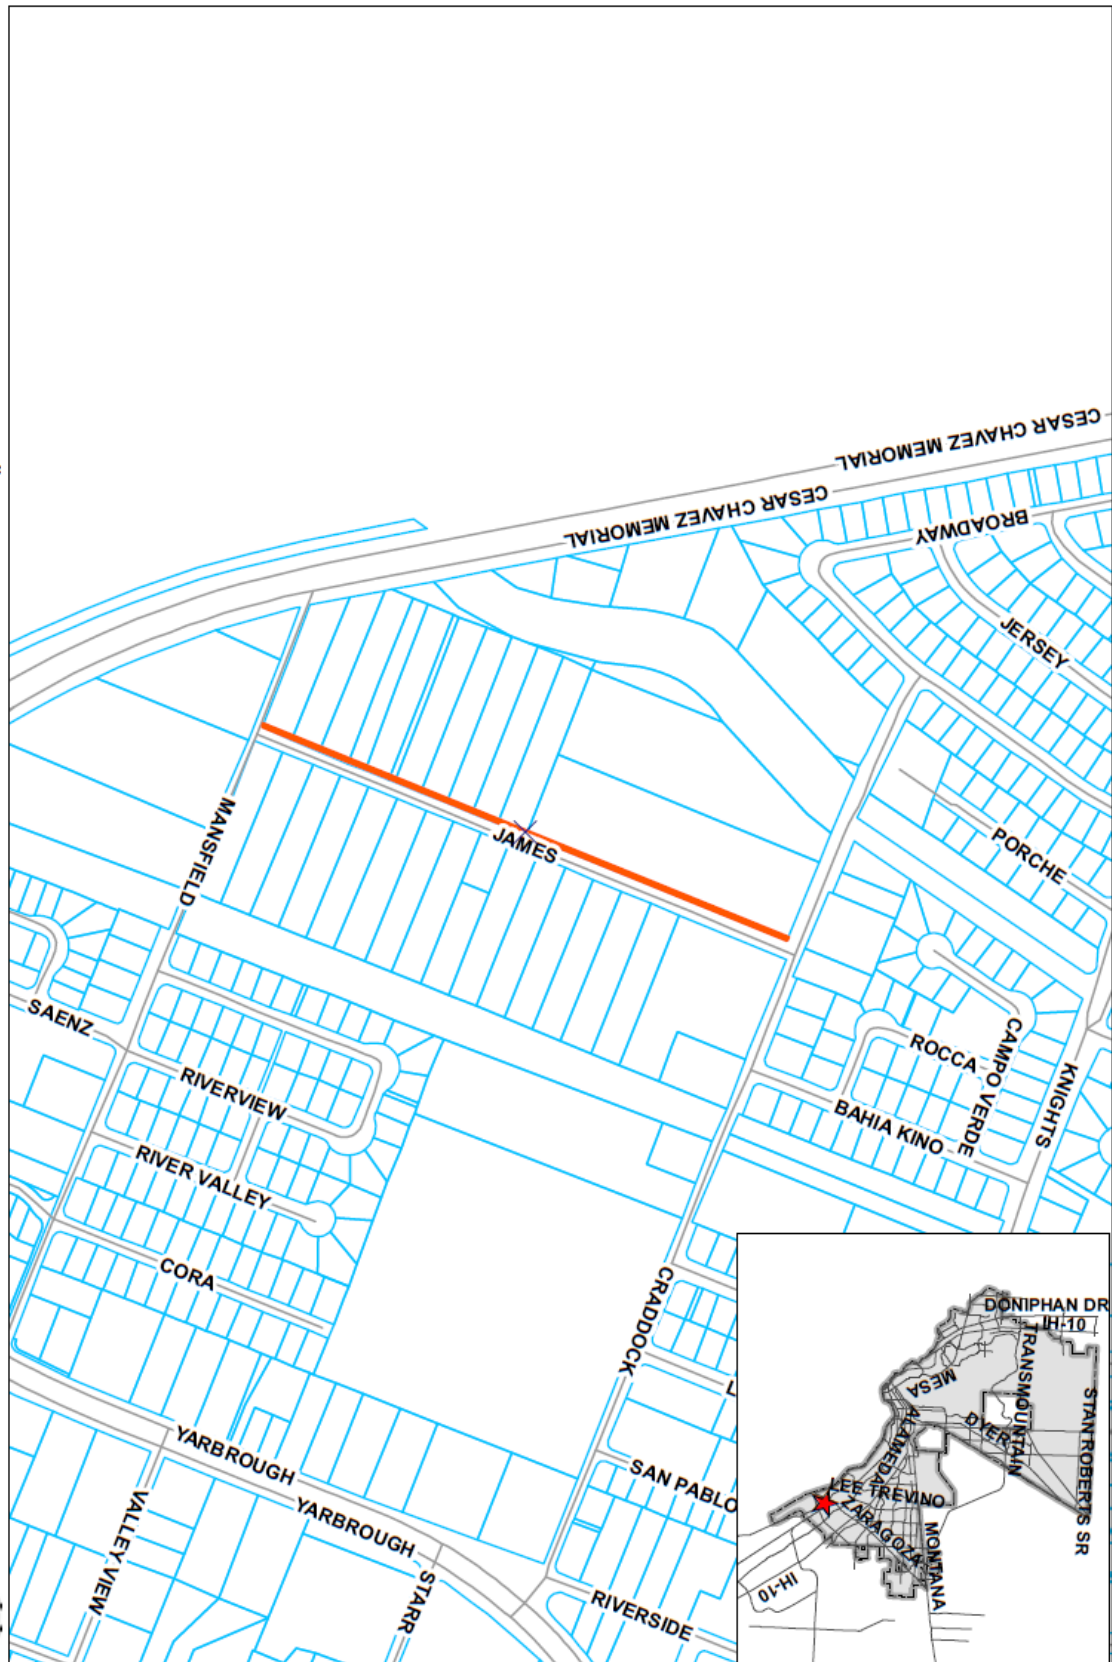 CESAR CHAVEZ MEMORIAL
CESAR CHAVEZ MEMORIAL
BROADWAY
JERSEY
JAMES
MANSFIELD
PORCHE
SAENZ
RIVERVIEW
RIVER VALLEY
CORA
ROCCA
CAMPO VERDE
KNIGHTS
BAHIA KINO
CRADDOCK
L
SAN PABLO
YARBROUGH
YARBROUGH
VALLEY VIEW
STARR
RIVERSIDE
DONIPHAN DR
IH-10
TRANSMOUNTAIN
MESA
DYER
ALAMEDA
STAN ROBERTS SR
LEE TREVINO
ZARAGOZA
MONTANA
IH-10